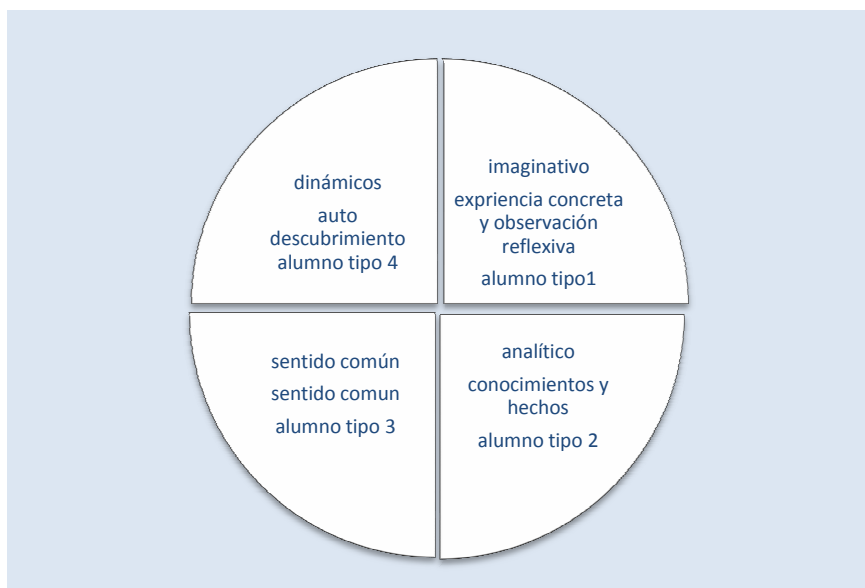 dinámicos
auto
descubrimiento
alumno tipo 4
imaginativo
expriencia concreta
y observación
reflexiva
alumno tipo1
sentido común
sentido comun
alumno tipo 3
analítico
conocimientos y
hechos
alumno tipo 2